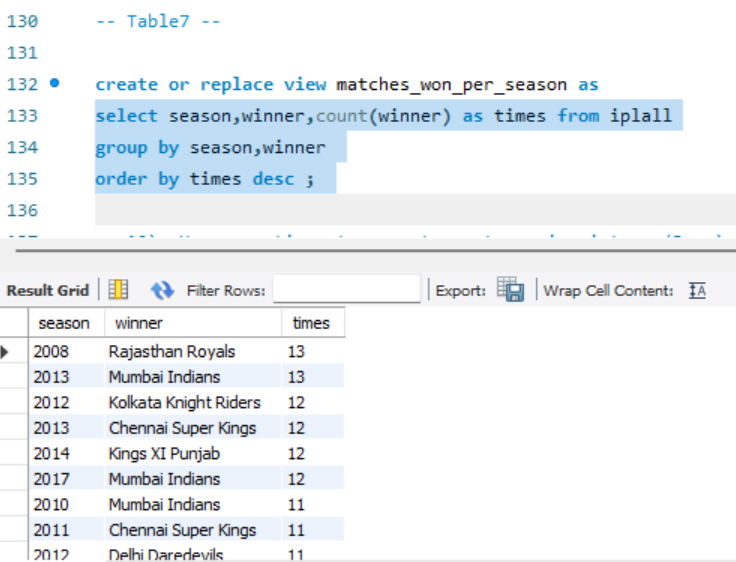 130 -- Table7 --
131
132 create or replace view matches_won_per_season as
133 select season,winner,count(winner) as times from iplall
134 group by season,winner
135 order by times desc ;
136
Result Grid Filter Rows: Export: Wrap Cell Content:
season winner times
2008 Rajasthan Royals 13
2013 Mumbai Indians 13
2012 Kolkata Knight Riders 12
2013 Chennai Super Kings 12
2014 Kings XI Punjab 12
2017 Mumbai Indians 12
2010 Mumbai Indians 11
2011 Chennai Super Kings 11
2012 Delhi Daredevils 11